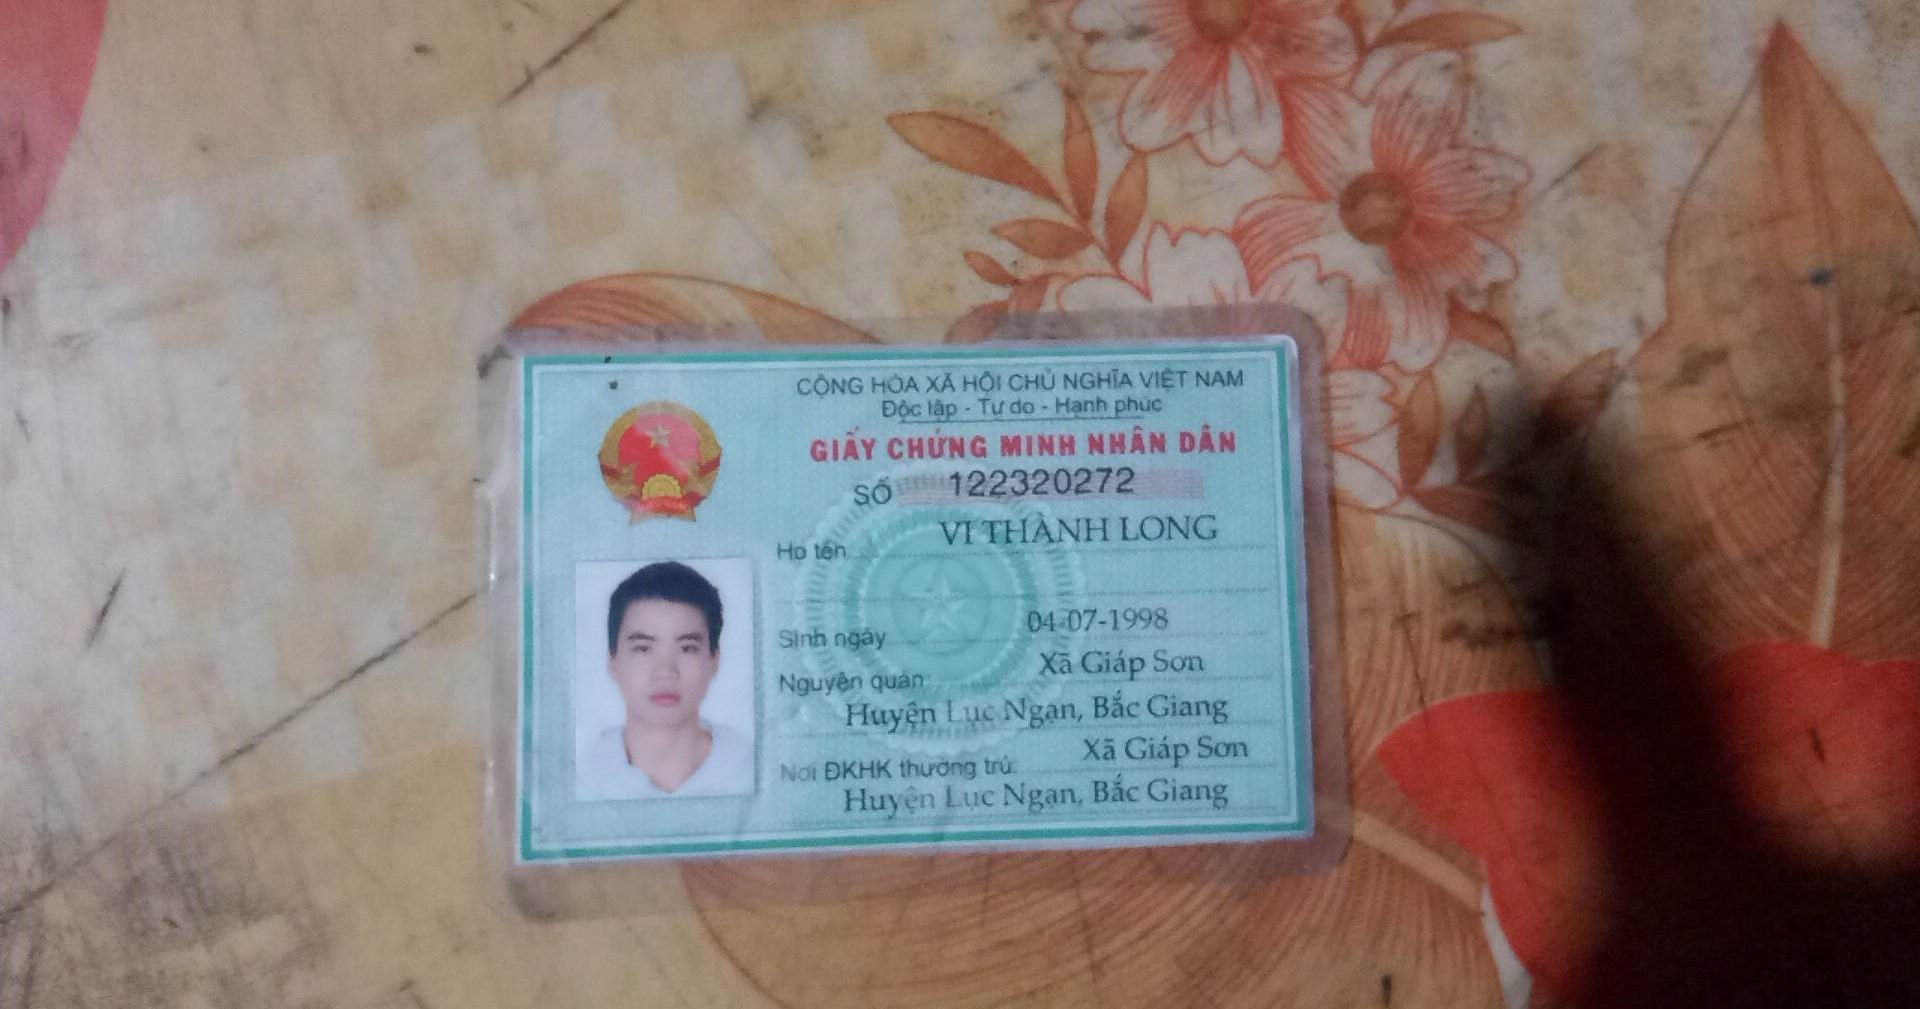 CỘNG HÒA XÃ HỘI CHỦ NGHĨA VIỆT NAM
Độc lập - Tự do - Hạnh phúc
GIẤY CHỨNG MINH NHÂN DÂN
SỐ 122320272
Họ tên VI THÀNH LONG
Sinh ngày 04-07-1998
Nguyên quán Xã Giáp Sơn
Huyện Lục Ngạn, Bắc Giang
Nơi ĐKHK thường trú: Xã Giáp Sơn
Huyện Lục Ngạn, Bắc Giang